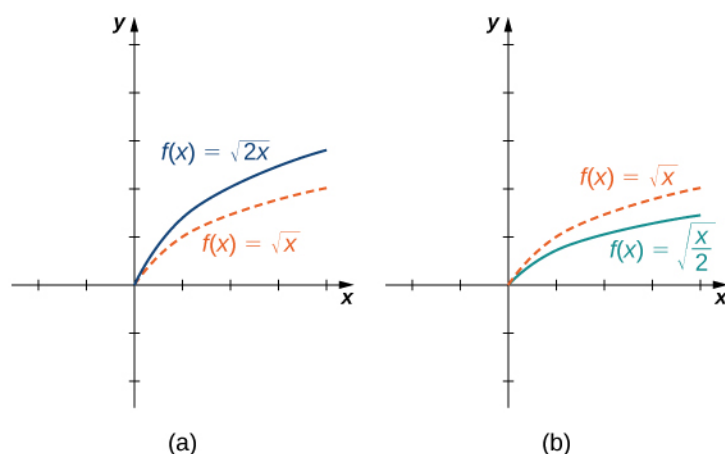 y
f(x) = √2x
f(x) = √x
x
(a)
y
f(x) = √x
f(x) = √x/2
x
(b)